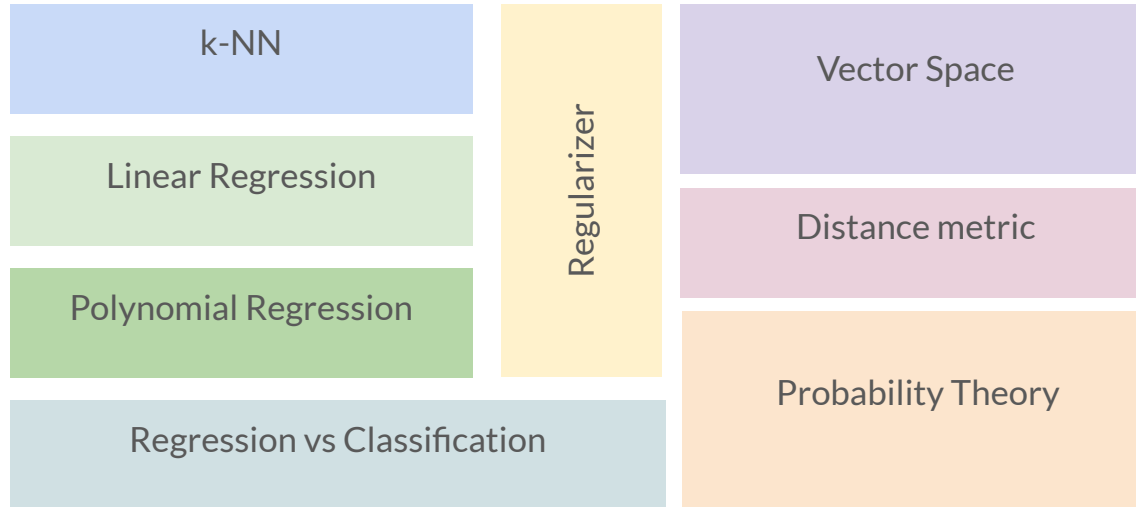 k-NN
Linear Regression
Polynomial Regression
Regression vs Classification
Regularizer
Vector Space
Distance metric
Probability Theory